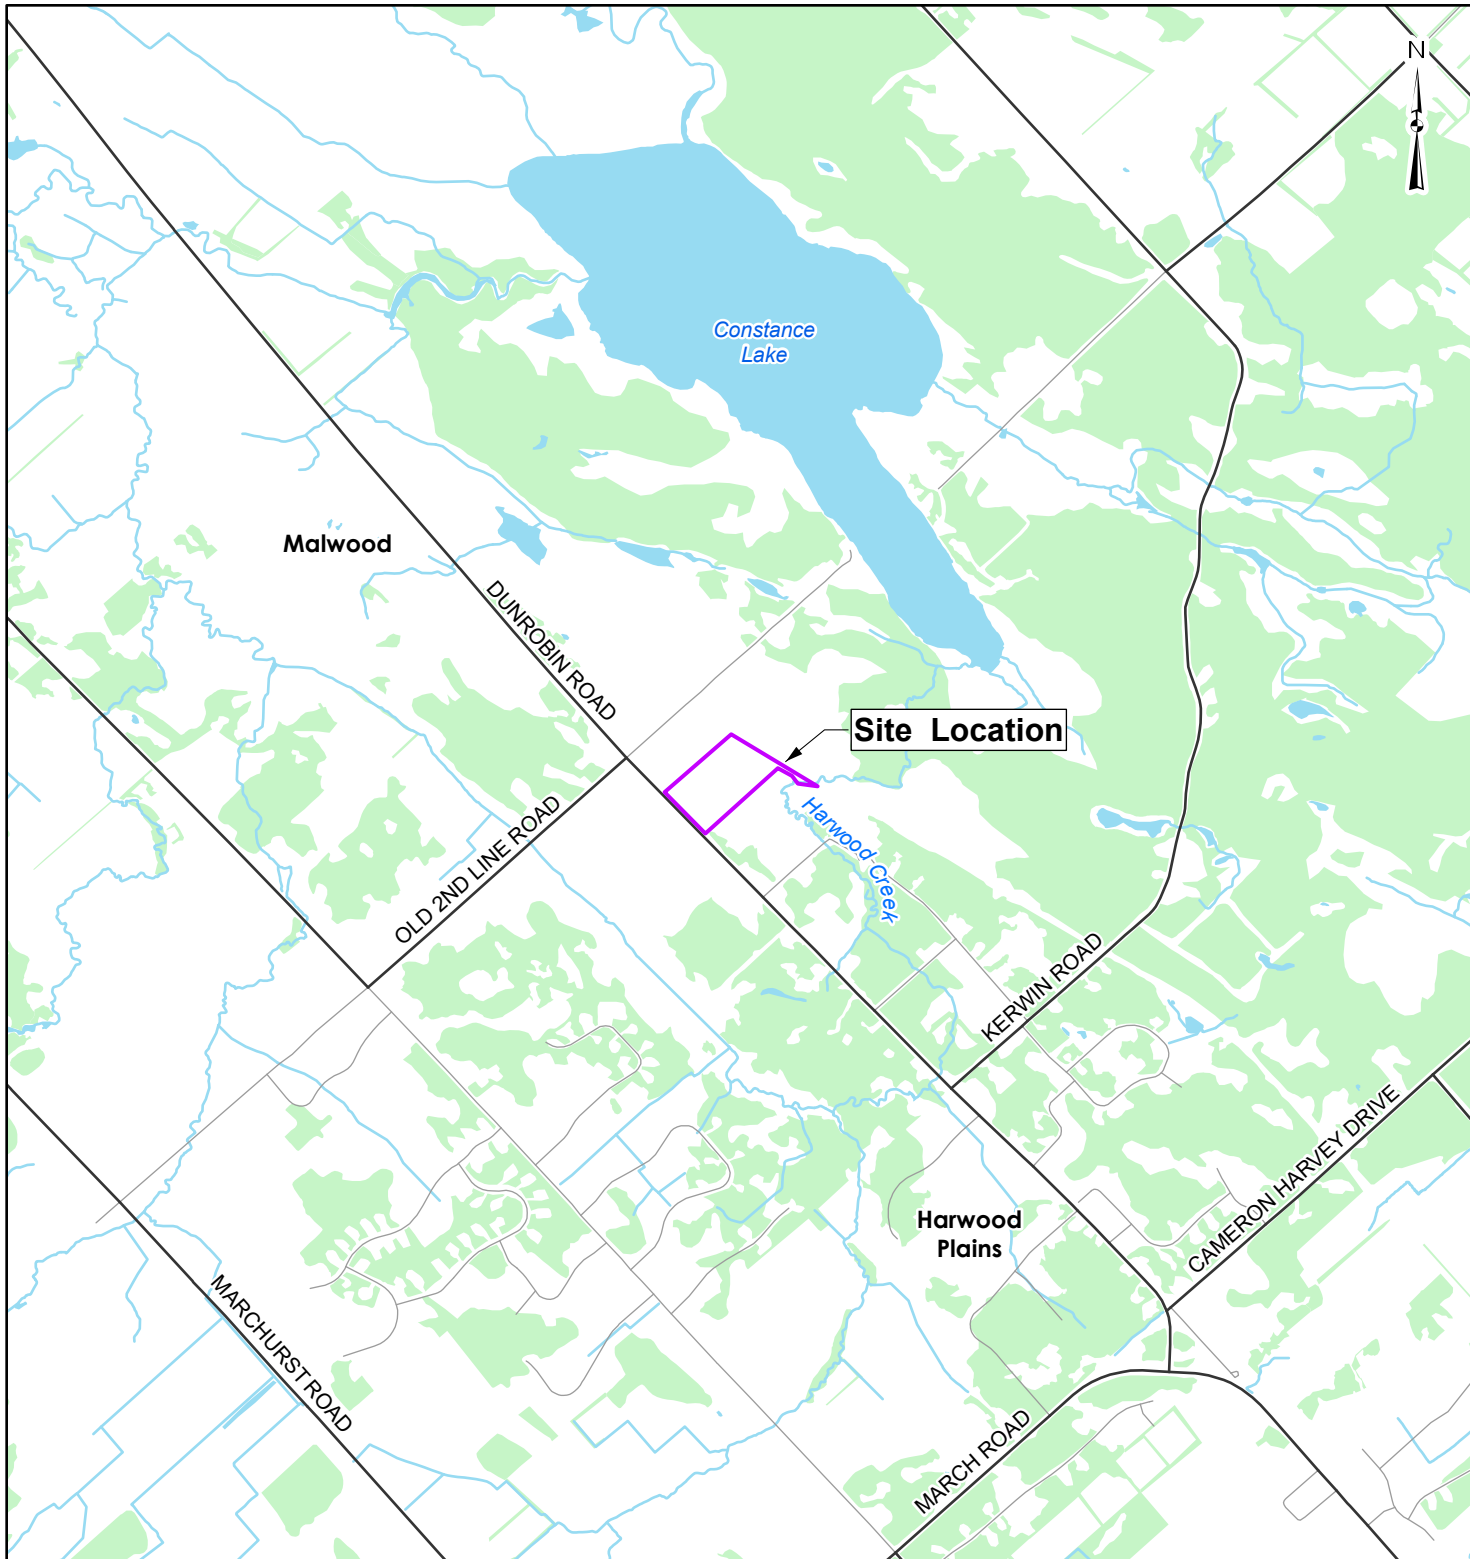 N
Constance
Lake
Malwood
DUNROBIN ROAD
Site Location
OLD 2ND LINE ROAD
Harwood Creek
KERWIN ROAD
CAMERON HARVEY DRIVE
Harwood
Plains
MARCHURST ROAD
MARCH ROAD